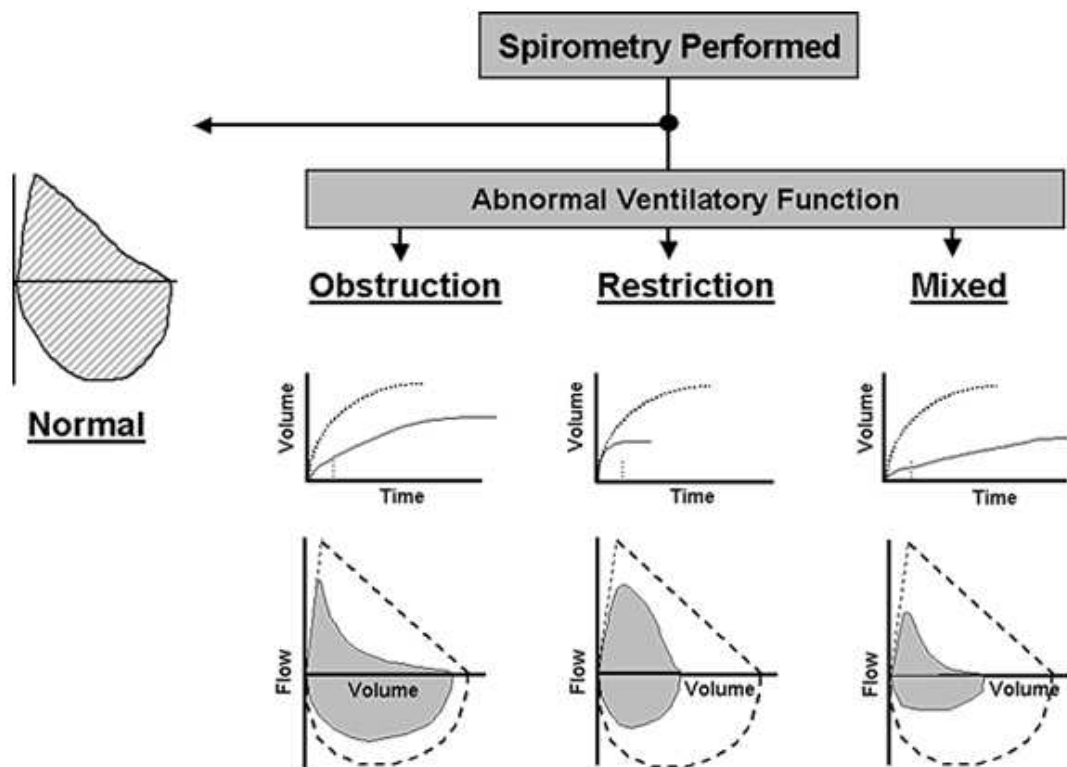 Spirometry Performed
Abnormal Ventilatory Function
Obstruction
Restriction
Mixed
Normal
Volume
Time
Volume
Time
Volume
Time
Flow
Volume
Flow
Volume
Flow
Volume